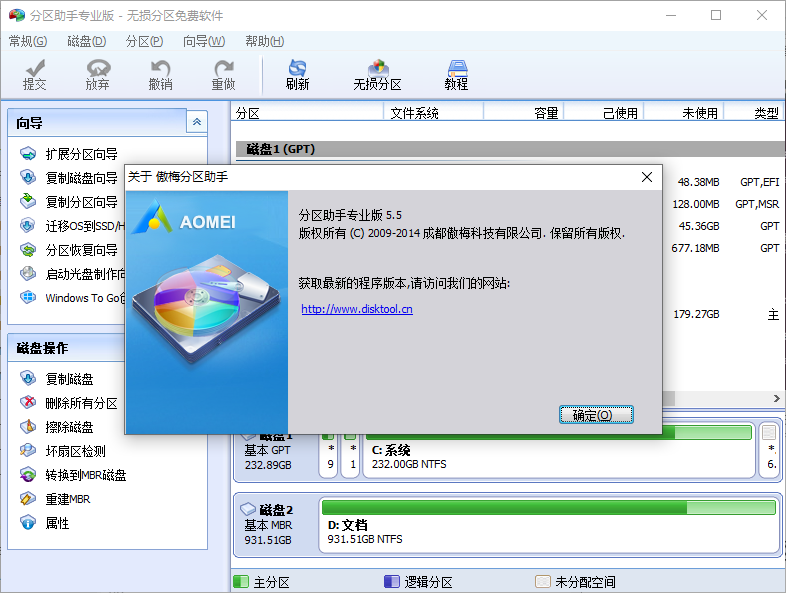 分区助手专业版 - 无损分区免费软件
常规(G) 磁盘(D) 分区(P) 向导(W) 帮助(H)
提交 放弃 撤销 重做 刷新 无损分区 教程
向导
扩展分区向导
复制磁盘向导
复制分区向导
迁移OS到SSD/H
分区恢复向导
启动光盘制作向
Windows To Go
磁盘操作
复制磁盘
删除所有分区
擦除磁盘
坏扇区检测
转换到MBR磁盘
重建MBR
属性
分区 文件系统 容量 己使用 未使用 类型
磁盘1 (GPT)
48.38MB GPT,EFI
128.00MB GPT,MSR
45.36GB GPT
677.18MB GPT
179.27GB 主
关于 傲梅分区助手
AOMEI
分区助手专业版 5.5
版权所有 (C) 2009-2014 成都傲梅科技有限公司. 保留所有版权.
获取最新的程序版本,请访问我们的网站:
http://www.disktool.cn
确定(O)
磁盘1
基本 GPT
232.89GB
*
9
*
1
C: 系统
232.00GB NTFS
*
6.
磁盘2
基本 MBR
931.51GB
D: 文档
931.51GB NTFS
主分区 逻辑分区 未分配空间